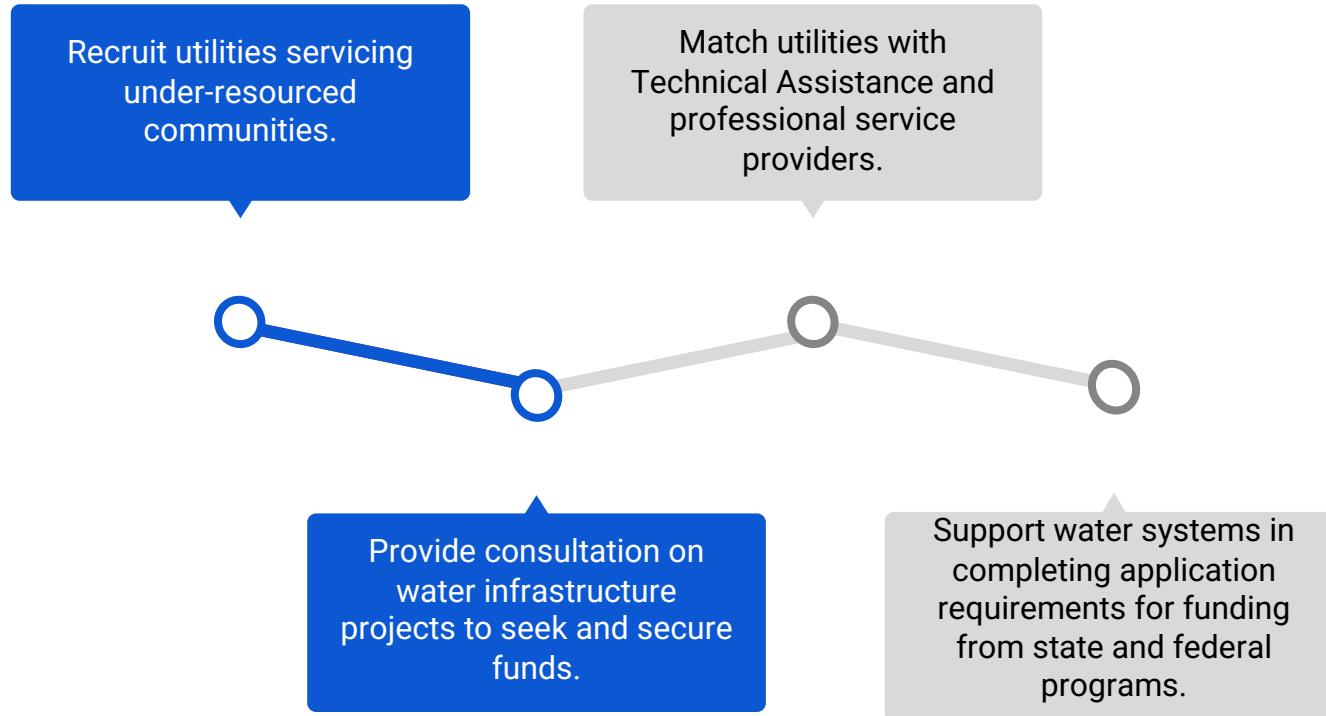 Recruit utilities servicing
under-resourced
communities.
Match utilities with
Technical Assistance and
professional service
providers.
Provide consultation on
water infrastructure
projects to seek and secure
funds.
Support water systems in
completing application
requirements for funding
from state and federal
programs.